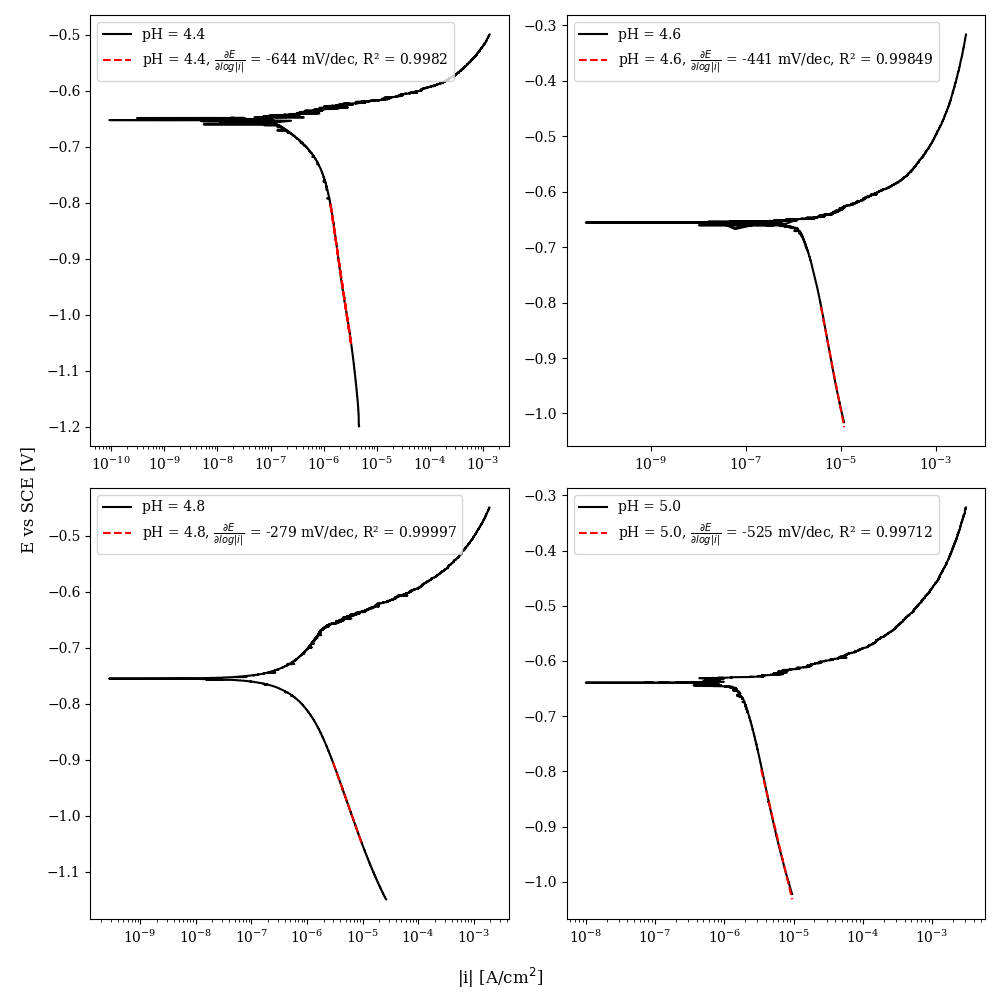 pH = 4.4
pH = 4.4, ∂E/∂log|i| = -644 mV/dec, R² = 0.9982
−0.5
−0.6
−0.7
−0.8
−0.9
−1.0
−1.1
−1.2
10⁻¹⁰ 10⁻⁹ 10⁻⁸ 10⁻⁷ 10⁻⁶ 10⁻⁵ 10⁻⁴ 10⁻³
pH = 4.6
pH = 4.6, ∂E/∂log|i| = -441 mV/dec, R² = 0.99849
−0.3
−0.4
−0.5
−0.6
−0.7
−0.8
−0.9
−1.0
10⁻⁹ 10⁻⁷ 10⁻⁵ 10⁻³
E vs SCE [V]
pH = 4.8
pH = 4.8, ∂E/∂log|i| = -279 mV/dec, R² = 0.99997
−0.5
−0.6
−0.7
−0.8
−0.9
−1.0
−1.1
10⁻⁹ 10⁻⁸ 10⁻⁷ 10⁻⁶ 10⁻⁵ 10⁻⁴ 10⁻³
pH = 5.0
pH = 5.0, ∂E/∂log|i| = -525 mV/dec, R² = 0.99712
−0.3
−0.4
−0.5
−0.6
−0.7
−0.8
−0.9
−1.0
10⁻⁸ 10⁻⁷ 10⁻⁶ 10⁻⁵ 10⁻⁴ 10⁻³
|i| [A/cm²]